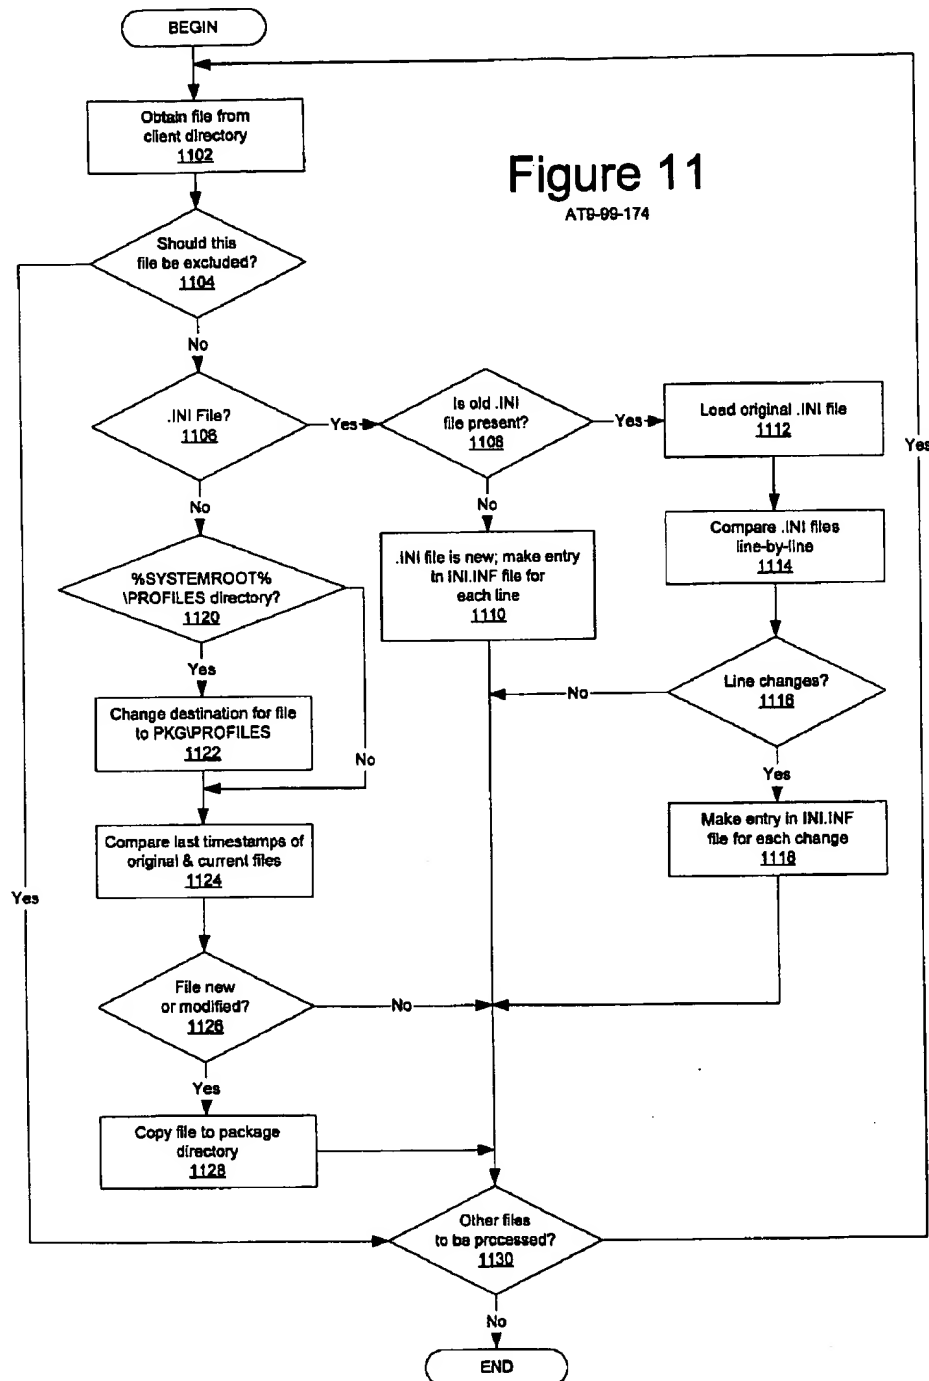 BEGIN
Obtain file from
client directory
1102
Figure 11
AT9-99-174
Should this
file be excluded?
1104
No
.INI File?
1106
Yes
Is old .INI
file present?
1108
Yes
Load original .INI file
1112
Yes
No
No
Compare .INI files
line-by-line
1114
%SYSTEMROOT%
\PROFILES directory?
1120
.INI file is new; make entry
in INI.INF file for
each line
1110
Yes
Line changes?
1116
No
Change destination for file
to PKG\PROFILES
1122
No
Yes
Make entry in INI.INF
file for each change
1118
Compare last timestamps of
original & current files
1124
Yes
File new
or modified?
1126
No
Yes
Copy file to package
directory
1128
Other files
to be processed?
1130
No
END